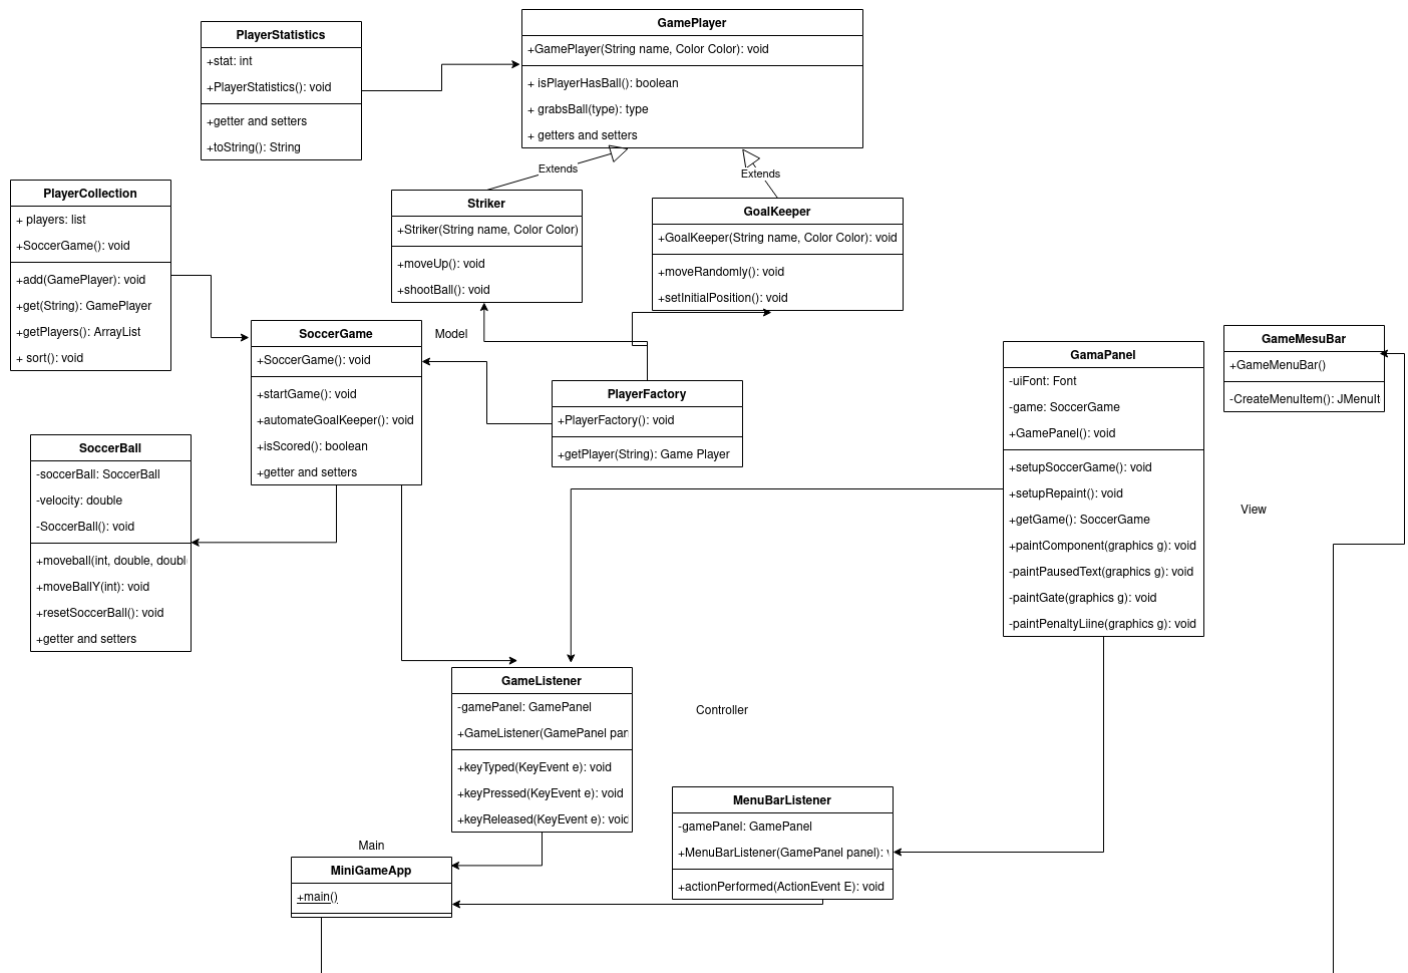 PlayerStatistics
+stat: int
+PlayerStatistics(): void
+getter and setters
+toString(): String
GamePlayer
+GamePlayer(String name, Color Color): void
+ isPlayerHasBall(): boolean
+ grabsBall(type): type
+ getters and setters
Extends
Extends
PlayerCollection
+ players: list
+SoccerGame(): void
+add(GamePlayer): void
+get(String): GamePlayer
+getPlayers(): ArrayList
+ sort(): void
Striker
+Striker(String name, Color Color)
+moveUp(): void
+shootBall(): void
GoalKeeper
+GoalKeeper(String name, Color Color): void
+moveRandomly(): void
+setInitialPosition(): void
SoccerGame
+SoccerGame(): void
+startGame(): void
+automateGoalKeeper(): void
+isScored(): boolean
+getter and setters
Model
PlayerFactory
+PlayerFactory(): void
+getPlayer(String): Game Player
GamaPanel
-uiFont: Font
-game: SoccerGame
+GamePanel(): void
+setupSoccerGame(): void
+setupRepaint(): void
+getGame(): SoccerGame
+paintComponent(graphics g): void
-paintPausedText(graphics g): void
-paintGate(graphics g): void
-paintPenaltyLiine(graphics g): void
GameMesuBar
+GameMenuBar()
-CreateMenuItem(): JMenuIt
View
SoccerBall
-soccerBall: SoccerBall
-velocity: double
-SoccerBall(): void
+moveball(int, double, doubl
+moveBallY(int): void
+resetSoccerBall(): void
+getter and setters
GameListener
-gamePanel: GamePanel
+GameListener(GamePanel par
+keyTyped(KeyEvent e): void
+keyPressed(KeyEvent e): void
+keyReleased(KeyEvent e): void
Controller
MenuBarListener
-gamePanel: GamePanel
+MenuBarListener(GamePanel panel):
+actionPerformed(ActionEvent E): void
Main
MiniGameApp
+main()